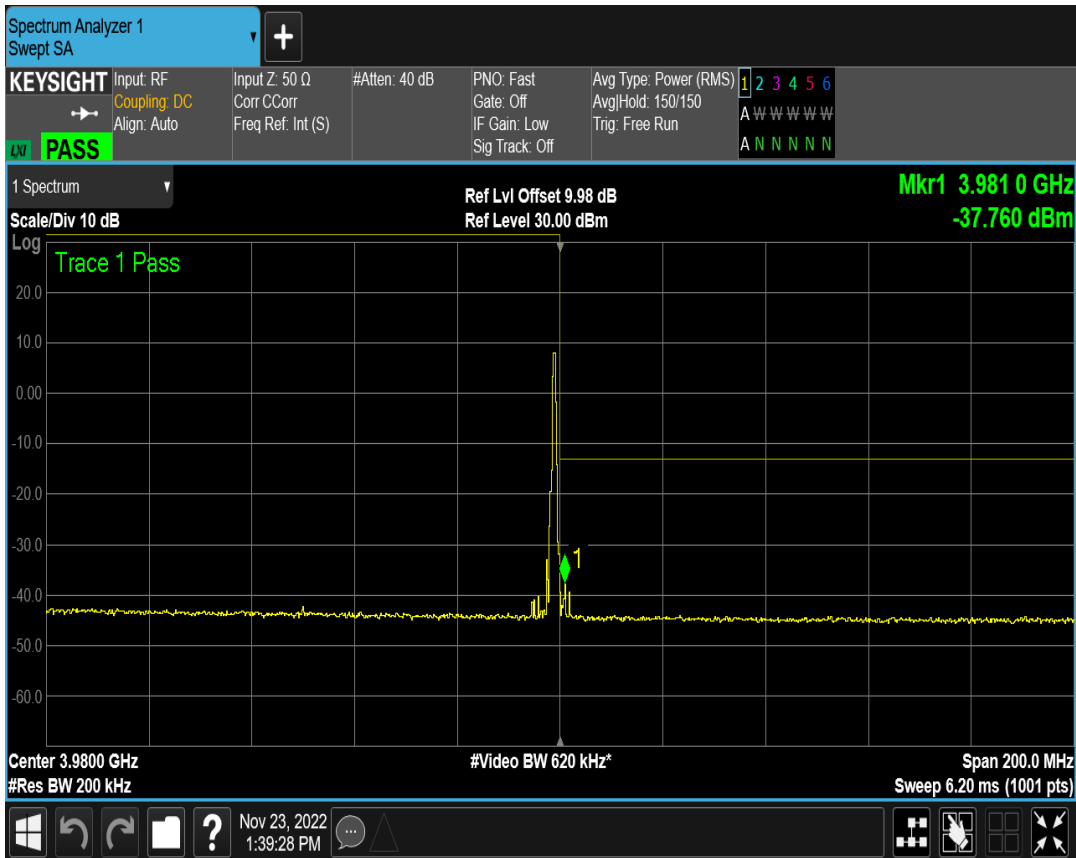 Spectrum Analyzer 1
Swept SA
+
KEYSIGHT
LXI PASS
Input: RF
Coupling: DC
Align: Auto
Input Z: 50 Ω
Corr CCorr
Freq Ref: Int (S)
#Atten: 40 dB
PNO: Fast
Gate: Off
IF Gain: Low
Sig Track: Off
Avg Type: Power (RMS)
Avg|Hold: 150/150
Trig: Free Run
1 2 3 4 5 6
A W W W W W
A N N N N N
1 Spectrum
Scale/Div 10 dB
Ref Lvl Offset 9.98 dB
Ref Level 30.00 dBm
Mkr1 3.981 0 GHz
-37.760 dBm
Log
Trace 1 Pass
20.0
10.0
0.00
-10.0
-20.0
-30.0
-40.0
-50.0
-60.0
1
Center 3.9800 GHz
#Res BW 200 kHz
#Video BW 620 kHz*
Span 200.0 MHz
Sweep 6.20 ms (1001 pts)
?
Nov 23, 2022
1:39:28 PM